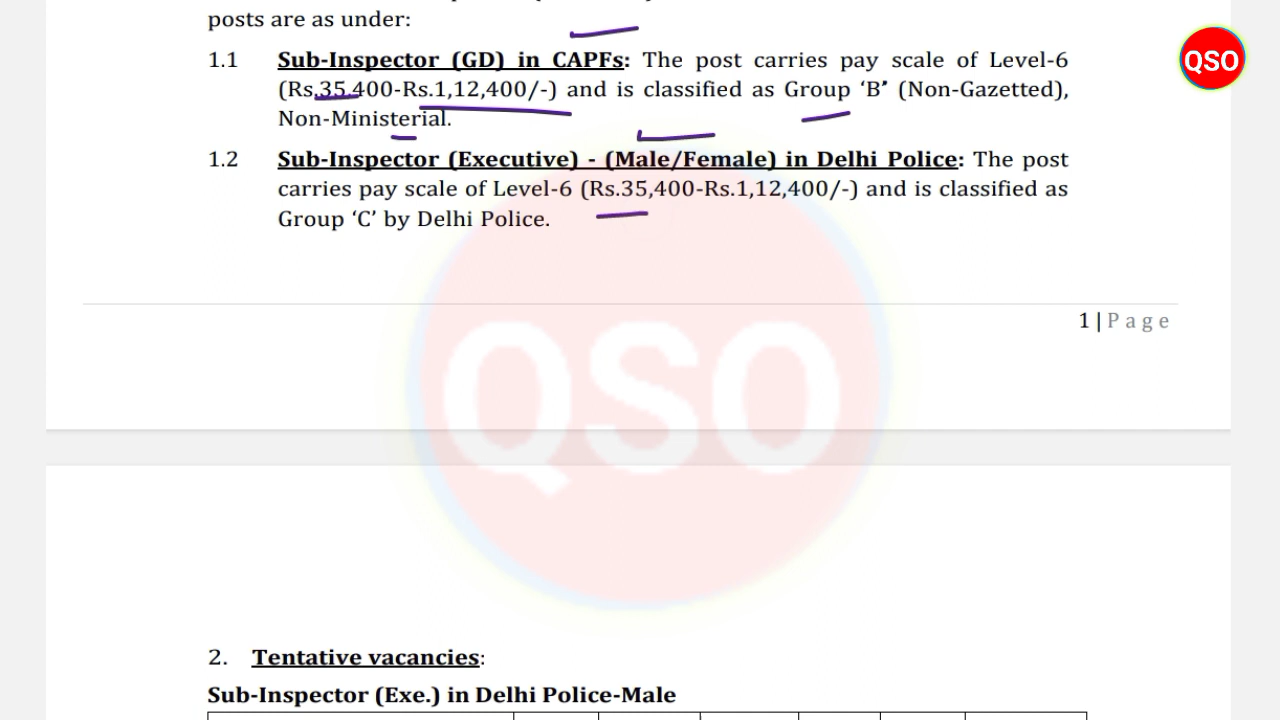 posts are as under:
QSO
1.1 Sub-Inspector (GD) in CAPFs: The post carries pay scale of Level-6
(Rs.35,400-Rs.1,12,400/-) and is classified as Group ‘B’ (Non-Gazetted),
Non-Ministerial.
1.2 Sub-Inspector (Executive) - (Male/Female) in Delhi Police: The post
carries pay scale of Level-6 (Rs.35,400-Rs.1,12,400/-) and is classified as
Group ‘C’ by Delhi Police.
1 | P a g e
QSO
2. Tentative vacancies:
Sub-Inspector (Exe.) in Delhi Police-Male